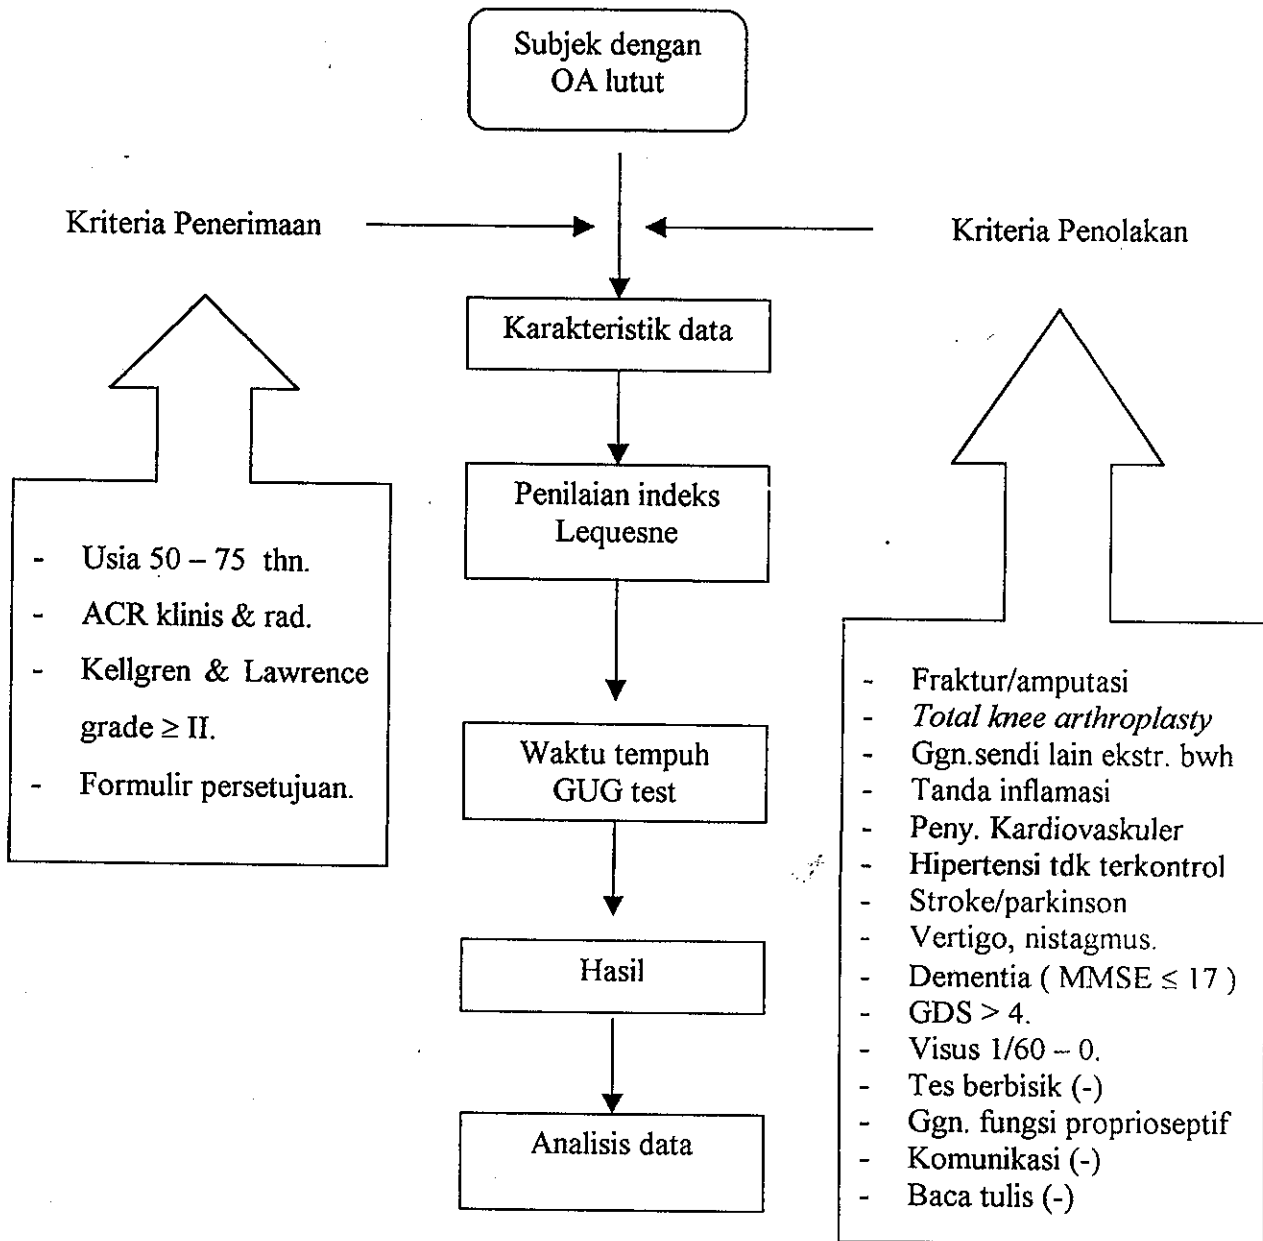 Subjek dengan
OA lutut
Kriteria Penerimaan
Kriteria Penolakan
Karakteristik data
Penilaian indeks
Lequesne
- Usia 50 – 75 thn.
- ACR klinis & rad.
- Kellgren & Lawrence
grade ≥ II.
- Formulir persetujuan.
Waktu tempuh
GUG test
Hasil
Analisis data
- Fraktur/amputasi
- Total knee arthroplasty
- Ggn.sendi lain ekstr. bwh
- Tanda inflamasi
- Peny. Kardiovaskuler
- Hipertensi tdk terkontrol
- Stroke/parkinson
- Vertigo, nistagmus.
- Dementia ( MMSE ≤ 17 )
- GDS > 4.
- Visus 1/60 – 0.
- Tes berbisik (-)
- Ggn. fungsi proprioseptif
- Komunikasi (-)
- Baca tulis (-)